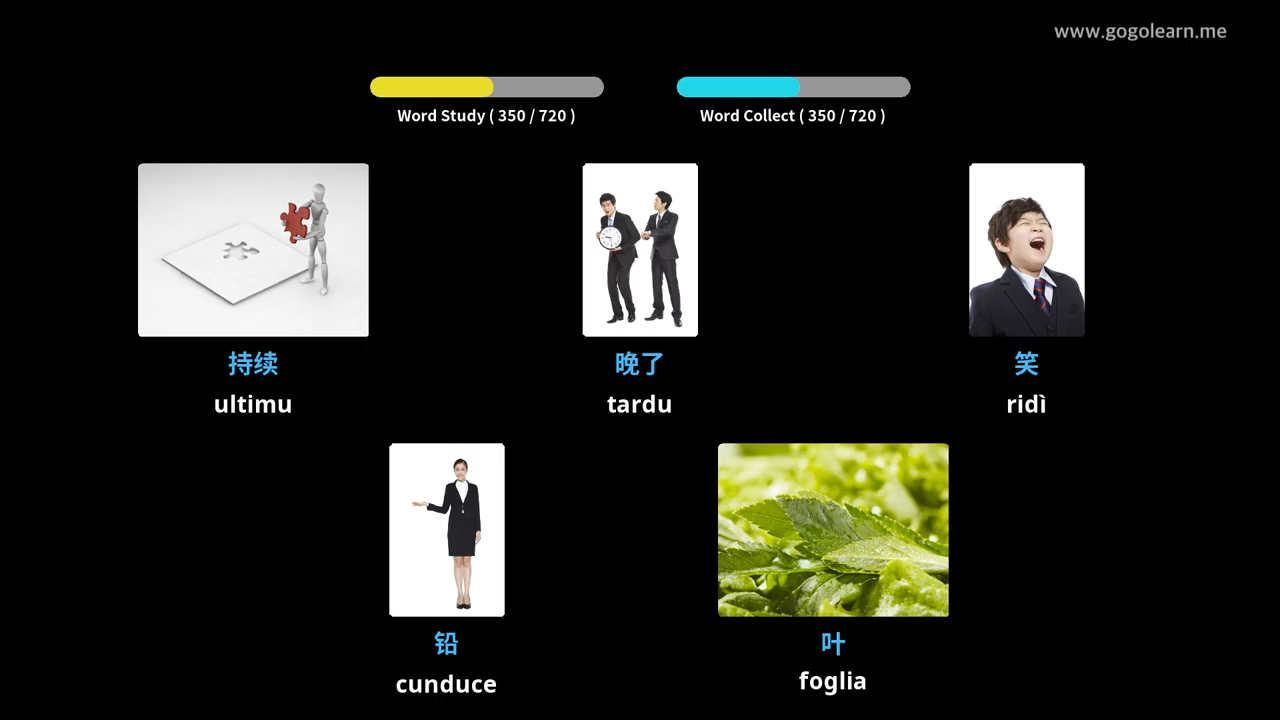 www.gogolearn.me
Word Study ( 350 / 720 )
Word Collect ( 350 / 720 )
持续
ultimu
晚了
tardu
笑
ridì
铅
cunduce
叶
foglia